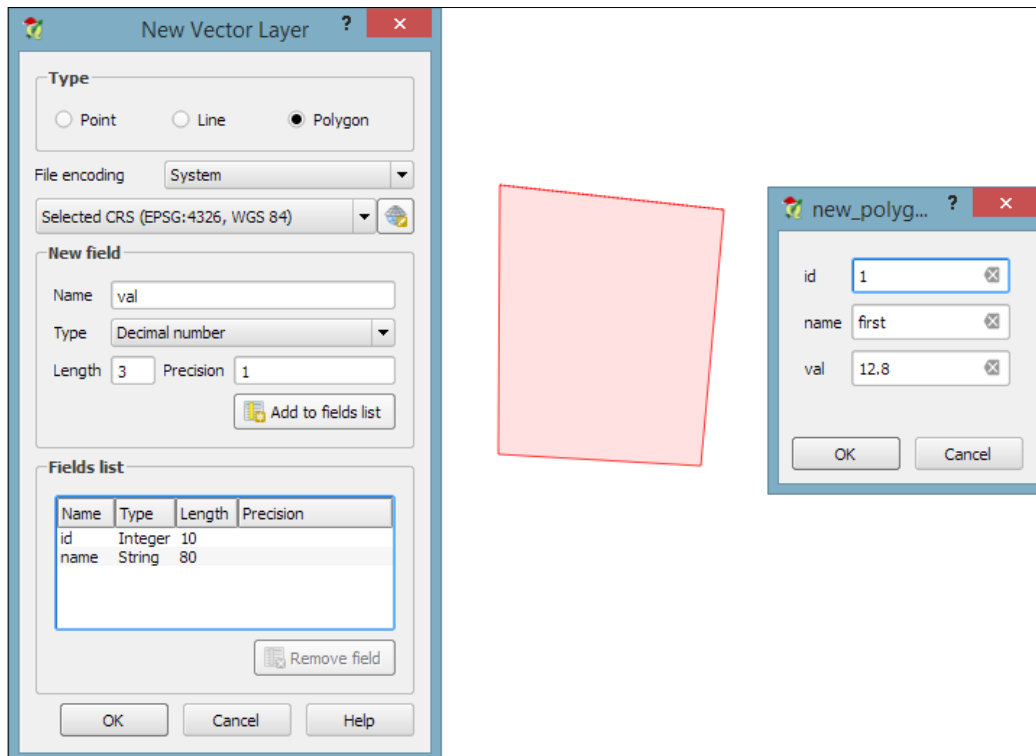 New Vector Layer ? ×
Type
Point Line Polygon
File encoding System
Selected CRS (EPSG:4326, WGS 84)
New field
Name val
Type Decimal number
Length 3 Precision 1
Add to fields list
Fields list
Name Type Length Precision
id Integer 10
name String 80
Remove field
OK Cancel Help
new_polyg... ? ×
id 1
name first
val 12.8
OK Cancel